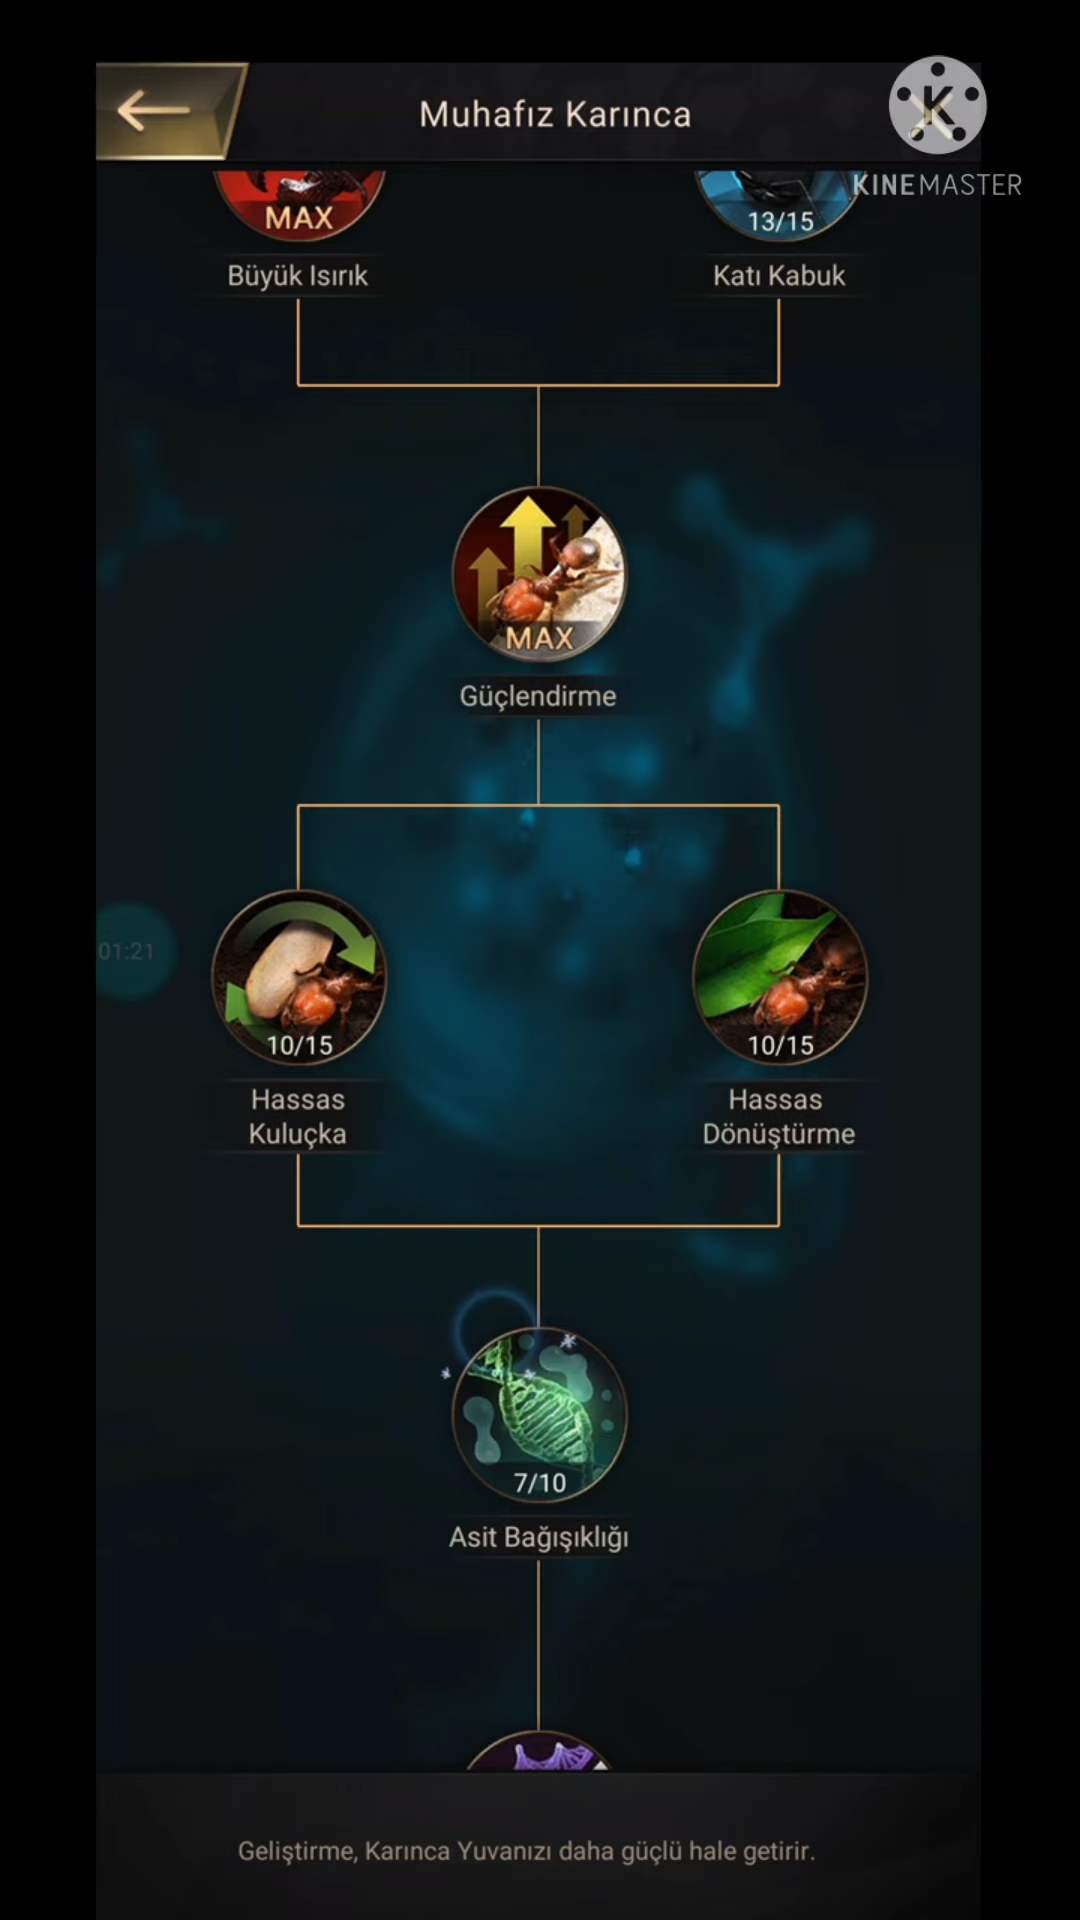 Muhafız Karınca
K
KINEMASTER
MAX
13/15
Büyük Isırık
Katı Kabuk
MAX
Güçlendirme
01:21
10/15
10/15
Hassas
Kuluçka
Hassas
Dönüştürme
7/10
Asit Bağışıklığı
Geliştirme, Karınca Yuvanızı daha güçlü hale getirir.